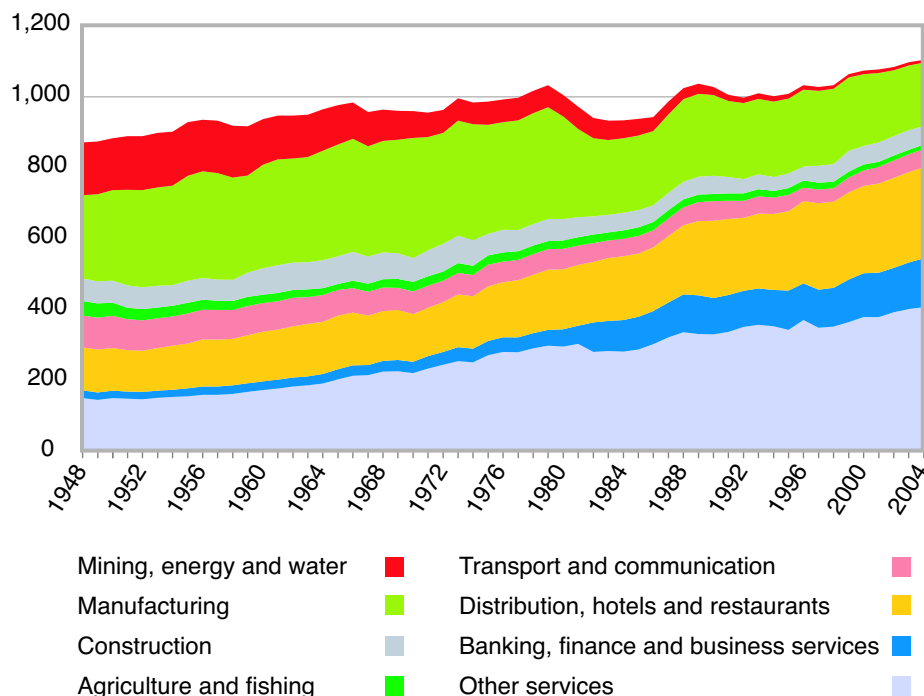 1,200
1,000
800
600
400
200
0
1948
1952
1956
1960
1964
1968
1972
1976
1980
1984
1988
1992
1996
2000
2004
Mining, energy and water
Transport and communication
Manufacturing
Distribution, hotels and restaurants
Construction
Banking, finance and business services
Agriculture and fishing
Other services